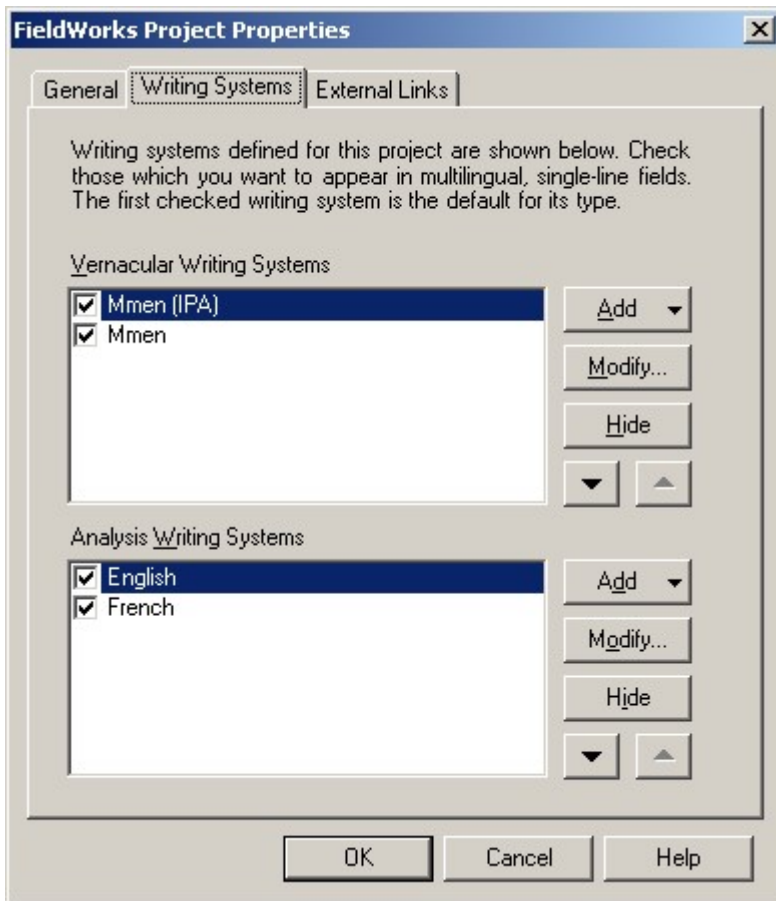 FieldWorks Project Properties
General Writing Systems External Links
Writing systems defined for this project are shown below. Check
those which you want to appear in multilingual, single-line fields.
The first checked writing system is the default for its type.
Vernacular Writing Systems
Mmen (IPA)
Mmen
Add
Modify...
Hide
Analysis Writing Systems
English
French
Add
Modify...
Hide
OK Cancel Help